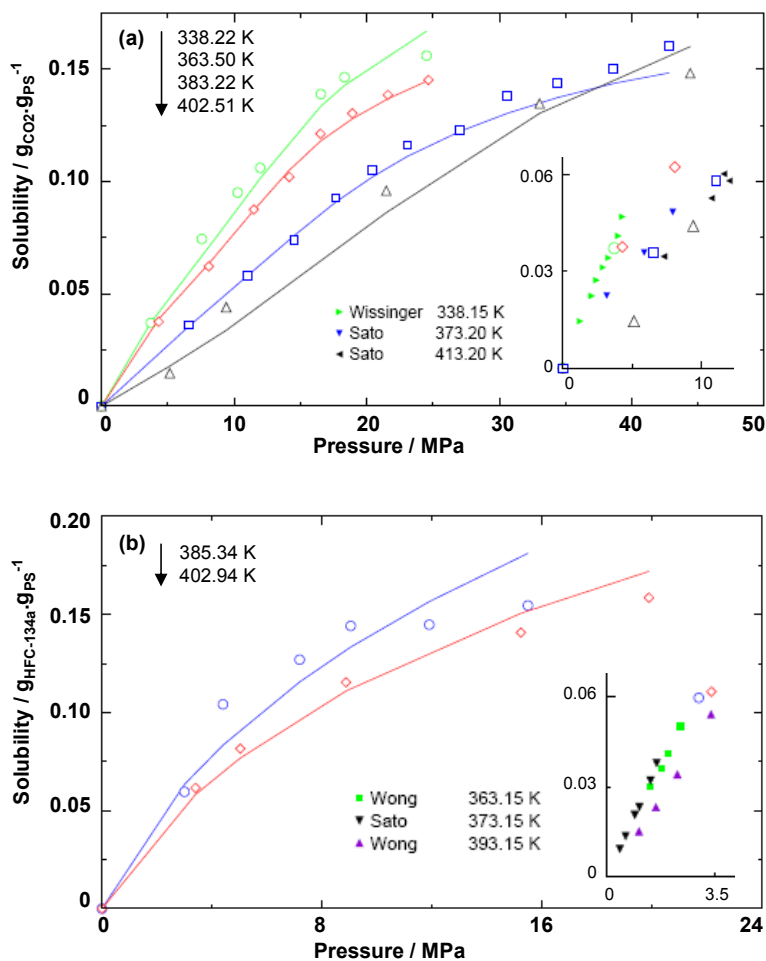 (a)
338.22 K
363.50 K
383.22 K
402.51 K
0.15
0.10
0.05
0
Solubility / gCO2·gPS-1
0.06
0.03
0
0 10
Wissinger 338.15 K
Sato 373.20 K
Sato 413.20 K
0 10 20 30 40 50
Pressure / MPa
(b)
385.34 K
402.94 K
0.20
0.15
0.10
0.05
0
Solubility / gHFC-134a·gPS-1
0.06
0.03
0
0 3.5
Wong 363.15 K
Sato 373.15 K
Wong 393.15 K
0 8 16 24
Pressure / MPa